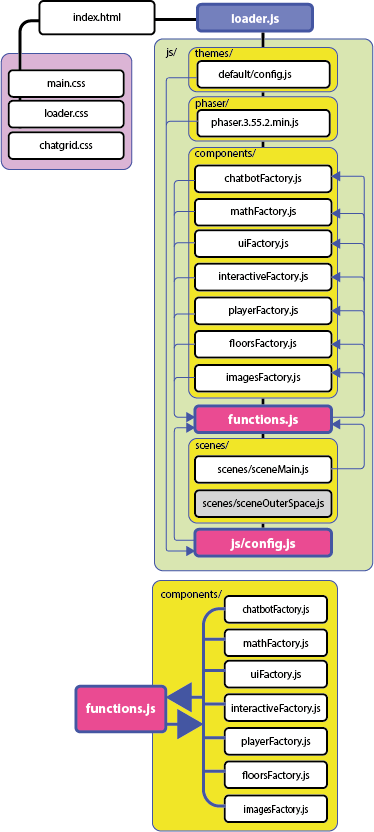 index.html
loader.js
main.css
loader.css
chatgrid.css
js/
themes/
default/config.js
phaser/
phaser.3.55.2.min.js
components/
chatbotFactory.js
mathFactory.js
uiFactory.js
interactiveFactory.js
playerFactory.js
floorsFactory.js
imagesFactory.js
functions.js
scenes/
scenes/sceneMain.js
scenes/sceneOuterSpace.js
js/config.js
components/
chatbotFactory.js
mathFactory.js
uiFactory.js
interactiveFactory.js
functions.js
playerFactory.js
floorsFactory.js
imagesFactory.js